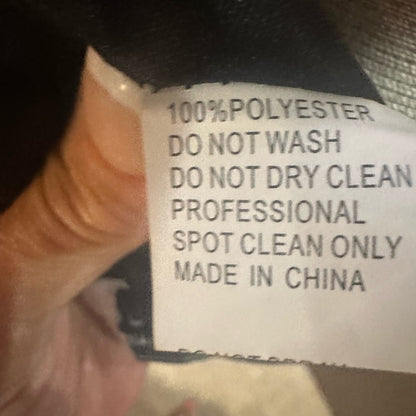 100%POLYESTER
DO NOT WASH
DO NOT DRY CLEAN
PROFESSIONAL
SPOT CLEAN ONLY
MADE IN CHINA